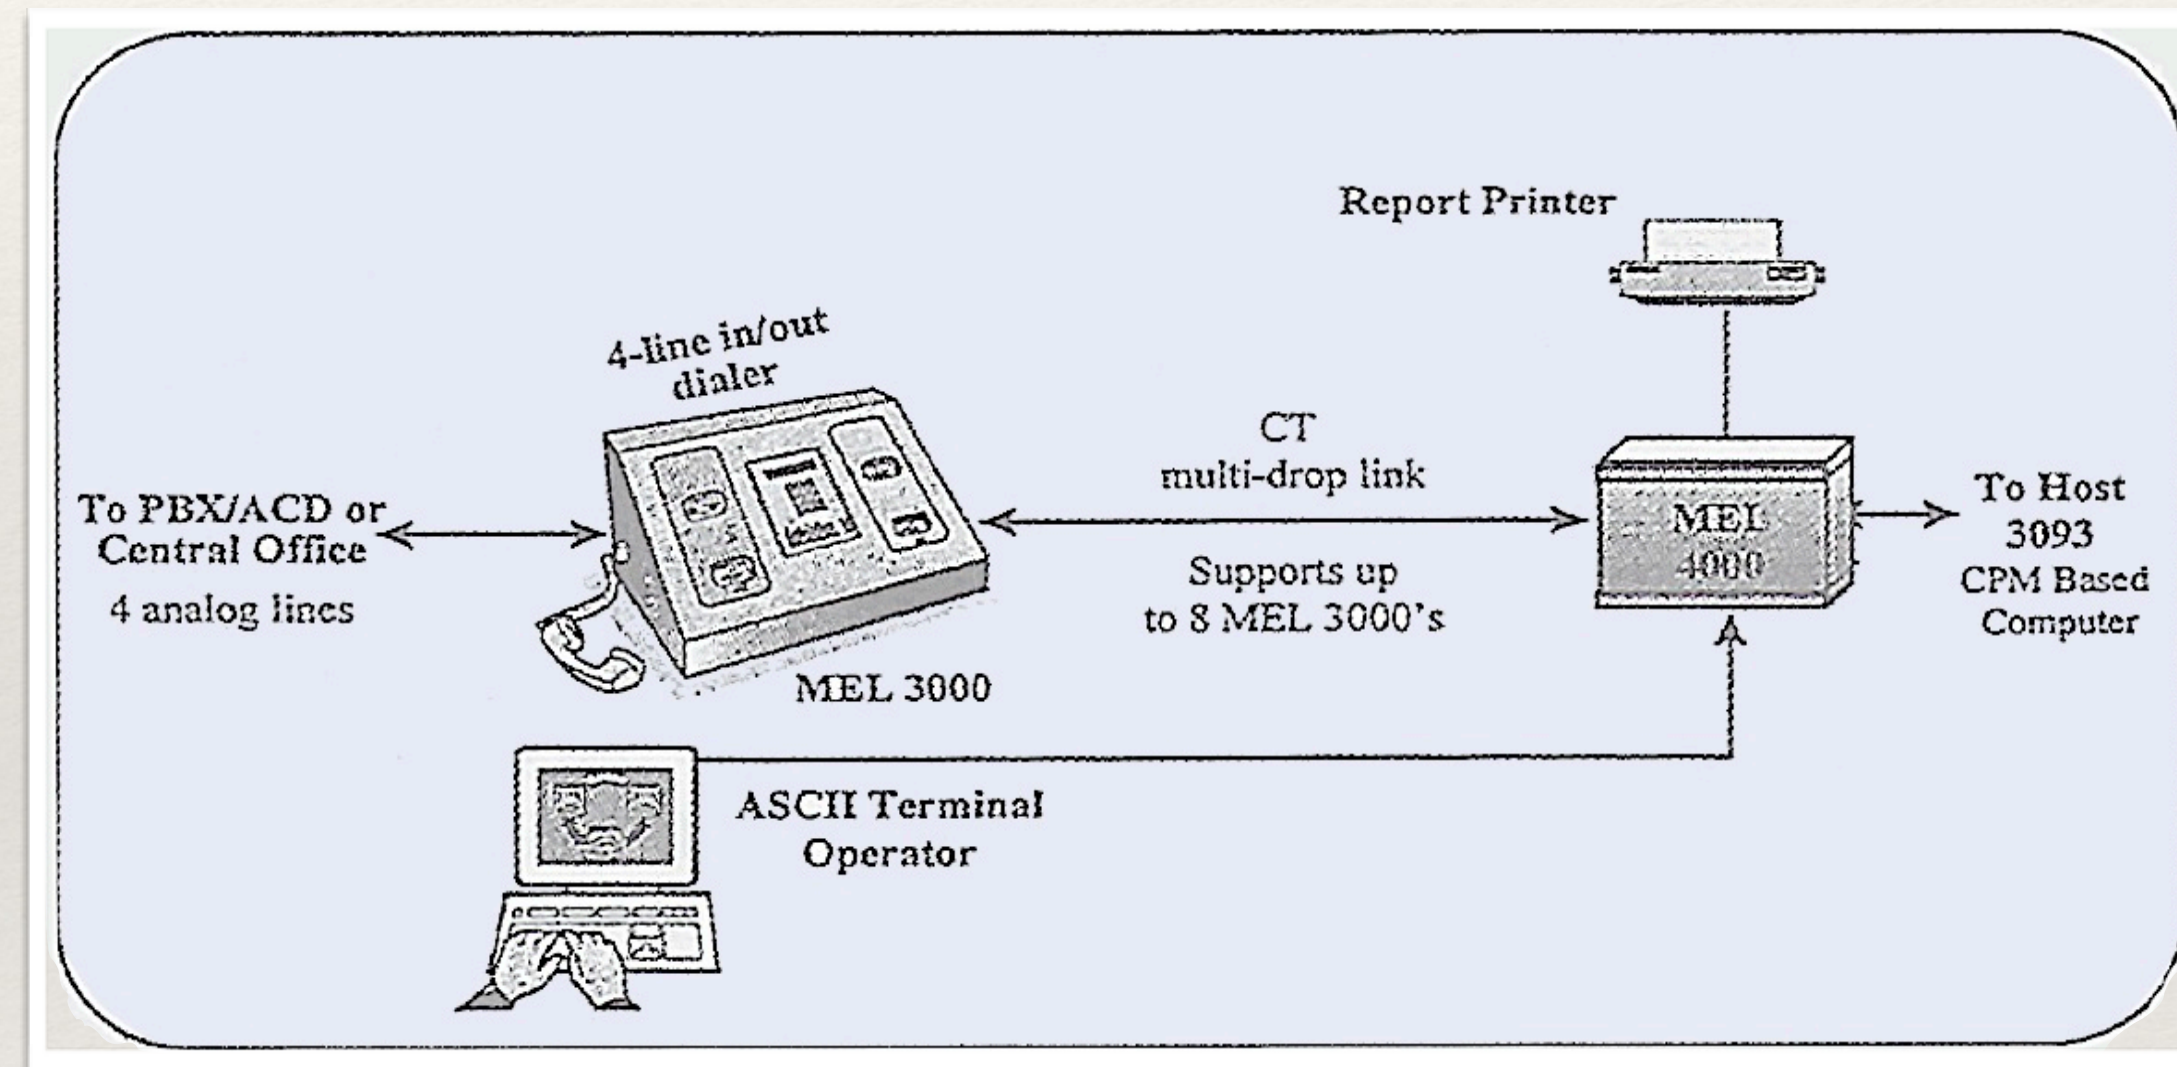 Report Printer
4-line in/out
dialer
CT
multi-drop link
To PBX/ACD or
Central Office
4 analog lines
MEL
4000
To Host
3093
CPM Based
Computer
Supports up
to 8 MEL 3000's
MEL 3000
ASCII Terminal
Operator